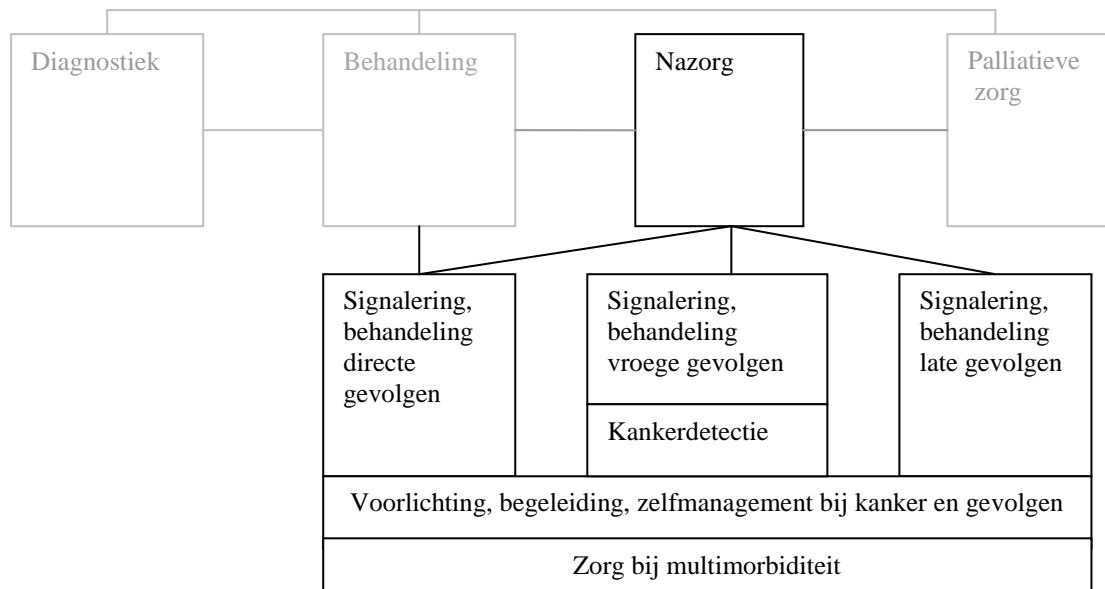 Diagnostiek
Behandeling
Nazorg
Palliatieve
zorg
Signalering,
behandeling
directe
gevolgen
Signalering,
behandeling
vroege gevolgen
Kankerdetectie
Signalering,
behandeling
late gevolgen
Voorlichting, begeleiding, zelfmanagement bij kanker en gevolgen
Zorg bij multimorbiditeit